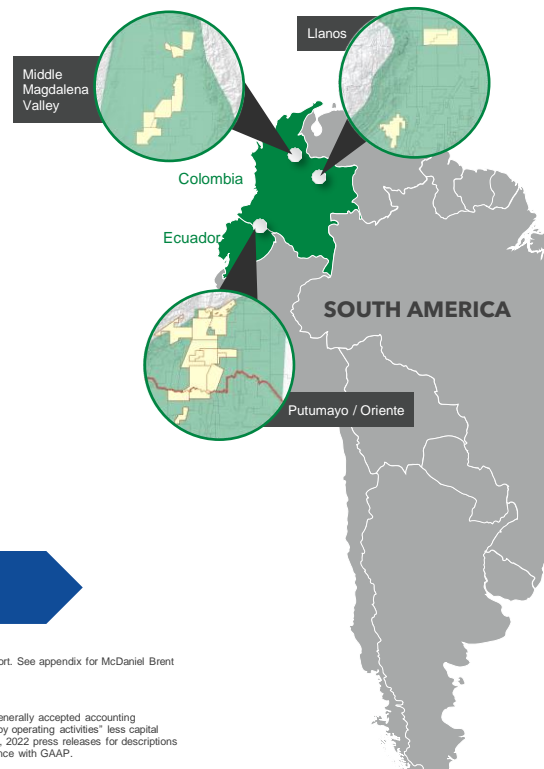 Llanos
Middle
Magdalena
Valley
Colombia
Ecuador
SOUTH AMERICA
Putumayo / Oriente
ort. See appendix for McDaniel Brent
enerally accepted accounting
by operating activities” less capital
, 2022 press releases for descriptions
nce with GAAP.